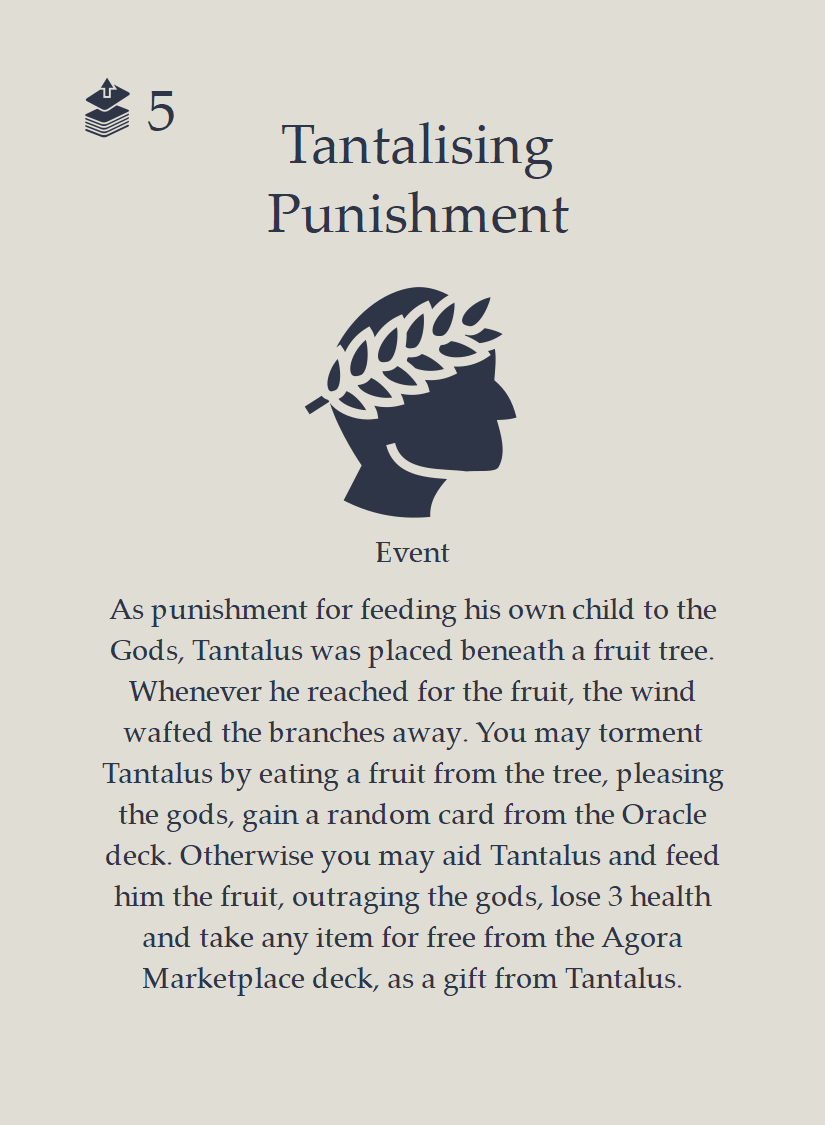 5
Tantalising
Punishment
Event
As punishment for feeding his own child to the
Gods, Tantalus was placed beneath a fruit tree.
Whenever he reached for the fruit, the wind
wafted the branches away. You may torment
Tantalus by eating a fruit from the tree, pleasing
the gods, gain a random card from the Oracle
deck. Otherwise you may aid Tantalus and feed
him the fruit, outraging the gods, lose 3 health
and take any item for free from the Agora
Marketplace deck, as a gift from Tantalus.